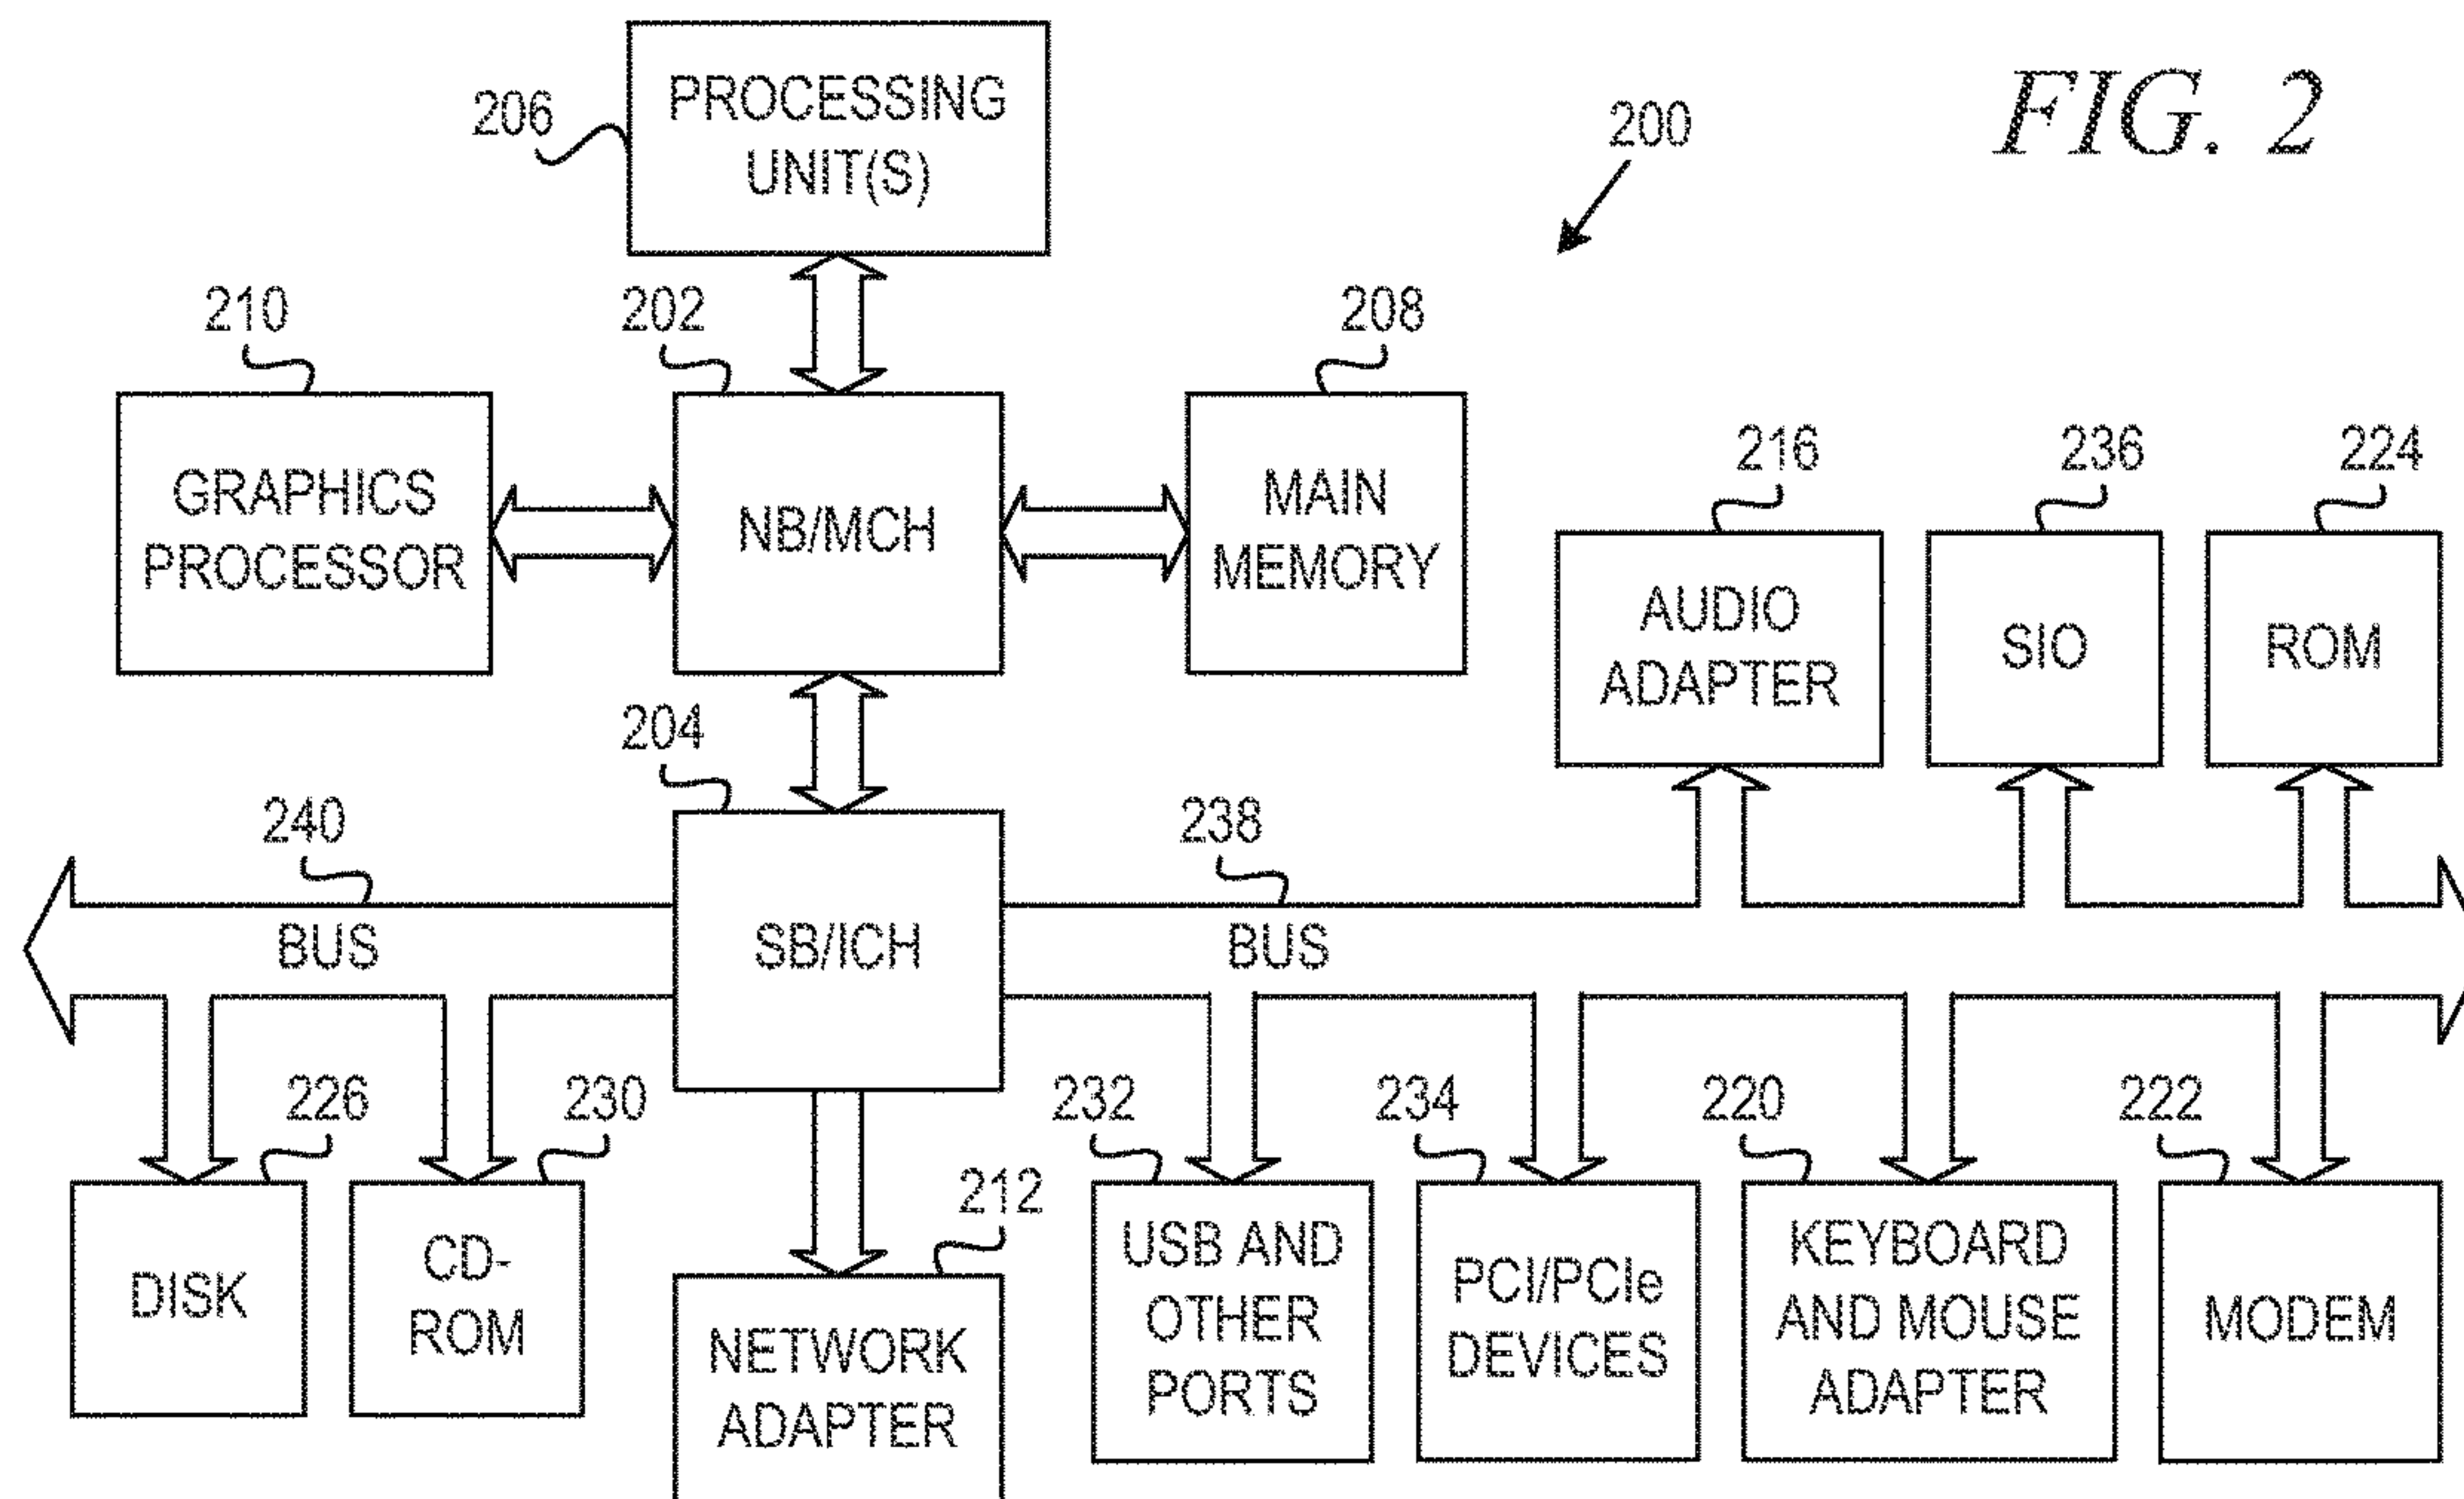 FIG. 2
200
206
PROCESSING
UNIT(S)
210
202
208
GRAPHICS
PROCESSOR
NB/MCH
MAIN
MEMORY
216
236
224
AUDIO
ADAPTER
SIO
ROM
204
240
238
BUS
SB/ICH
BUS
226
230
232
234
220
222
212
DISK
CD-
ROM
NETWORK
ADAPTER
USB AND
OTHER
PORTS
PCI/PCIe
DEVICES
KEYBOARD
AND MOUSE
ADAPTER
MODEM